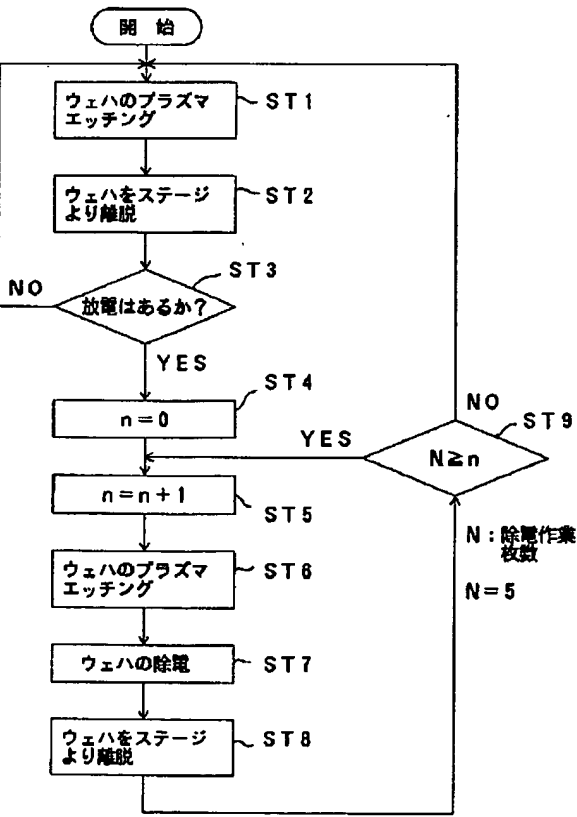 開 始
ウェハのプラズマ
エッチング
ST1
ウェハをステージ
より離脱
ST2
放電はあるか?
ST3
NO
YES
n=0
ST4
n=n+1
ST5
ウェハのプラズマ
エッチング
ST6
ウェハの除電
ST7
ウェハをステージ
より離脱
ST8
YES
NO
N≧n
ST9
N:除電作業
枚数
N=5